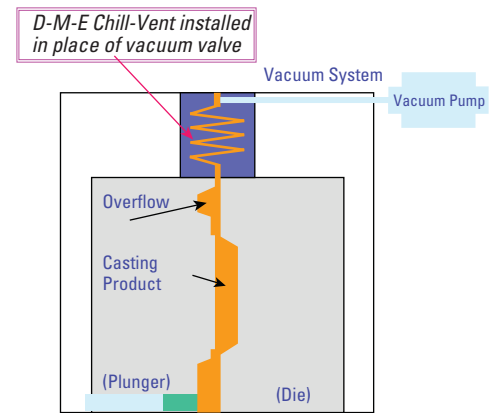 D-M-E Chill-Vent installed
in place of vacuum valve
Vacuum System
Vacuum Pump
Overflow
Casting
Product
(Plunger)
(Die)